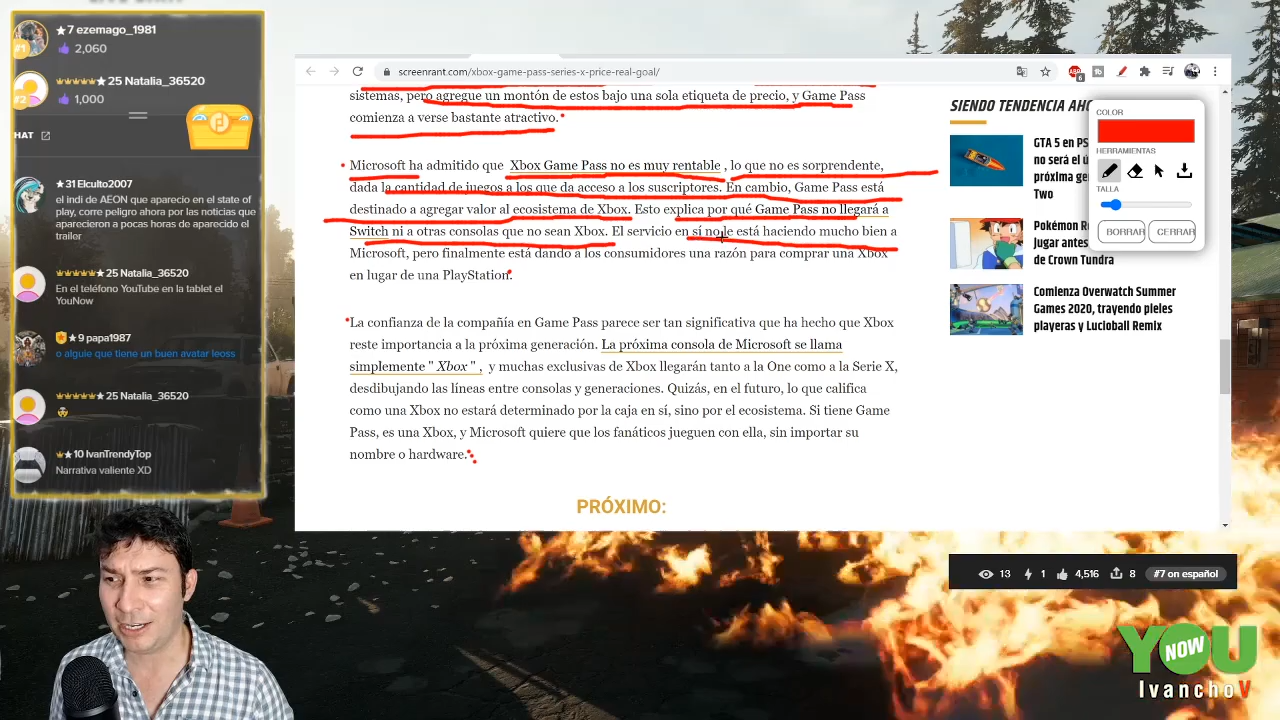 ★7 ezemago_1981
#1
2,060
★ 25 Natalia_36520
#2
1,000
HAT
★31 Elculto2007
el indi de AEON que aparecio en el state of
play, corre peligro ahora por las noticias que
aparecieron a pocas horas de aparecido el
trailer
★ 25 Natalia_36520
En el teléfono YouTube en la tablet el
YouNow
★ 9 papa1987
o alguie que tiene un buen avatar leoss
★ 25 Natalia_36520
★ 10 IvanTrendyTop
Narrativa valiente XD
screenrant.com/xbox-game-pass-series-x-price-real-goal/
sistemas, pero agregue un montón de estos bajo una sola etiqueta de precio, y Game Pass
comienza a verse bastante atractivo.
Microsoft ha admitido que Xbox Game Pass no es muy rentable , lo que no es sorprendente,
dada la cantidad de juegos a los que da acceso a los suscriptores. En cambio, Game Pass está
destinado a agregar valor al ecosistema de Xbox. Esto explica por qué Game Pass no llegará a
Switch ni a otras consolas que no sean Xbox. El servicio en sí no le está haciendo mucho bien a
Microsoft, pero finalmente está dando a los consumidores una razón para comprar una Xbox
en lugar de una PlayStation.
La confianza de la compañía en Game Pass parece ser tan significativa que ha hecho que Xbox
reste importancia a la próxima generación. La próxima consola de Microsoft se llama
simplemente " Xbox " , y muchas exclusivas de Xbox llegarán tanto a la One como a la Serie X,
desdibujando las líneas entre consolas y generaciones. Quizás, en el futuro, lo que califica
como una Xbox no estará determinado por la caja en sí, sino por el ecosistema. Si tiene Game
Pass, es una Xbox, y Microsoft quiere que los fanáticos jueguen con ella, sin importar su
nombre o hardware.
PRÓXIMO:
SIENDO TENDENCIA AHO
GTA 5 en PS
no será el ú
próxima ge
Two
Pokémon R
Jugar antes
de Crown Tundra
Comienza Overwatch Summer
Games 2020, trayendo pieles
playeras y Lucioball Remix
COLOR
HERRAMIENTAS
TALLA
BORRAR
CERRAR
13
1
4,516
8
#7 on español
YOU
NOW
IvanchoV